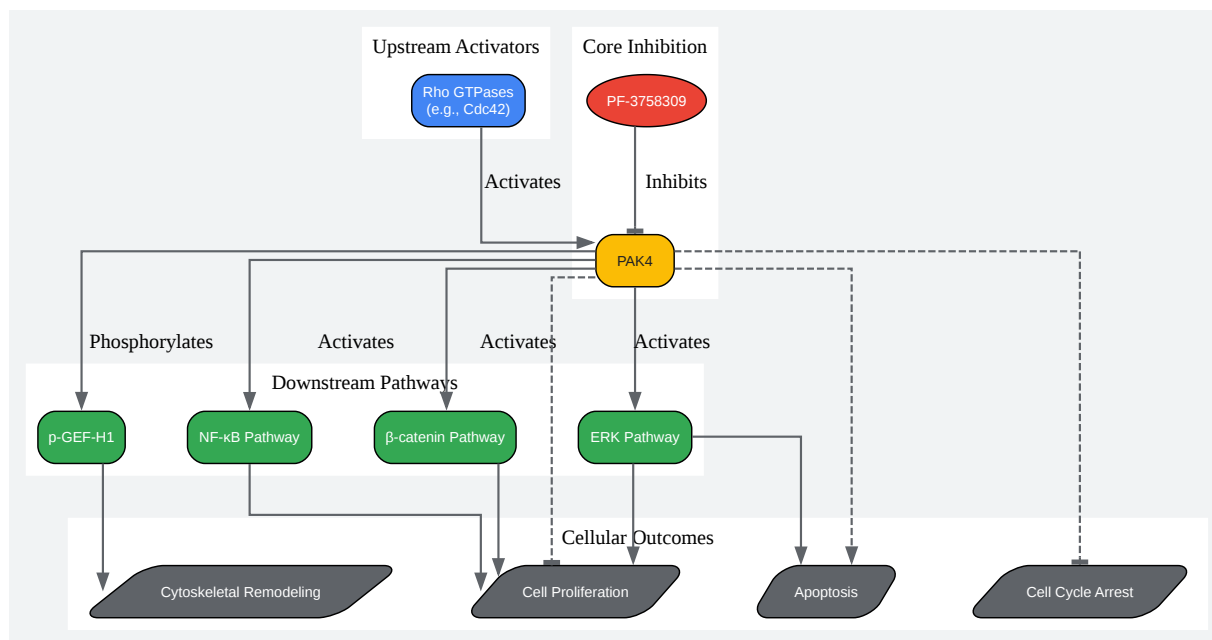 Upstream Activators
Core Inhibition
Rho GTPases
(e.g., Cdc42)
PF-3758309
Activates
Inhibits
PAK4
Phosphorylates
Activates
Activates
Activates
Downstream Pathways
p-GEF-H1
NF-κB Pathway
β-catenin Pathway
ERK Pathway
Cellular Outcomes
Cytoskeletal Remodeling
Cell Proliferation
Apoptosis
Cell Cycle Arrest